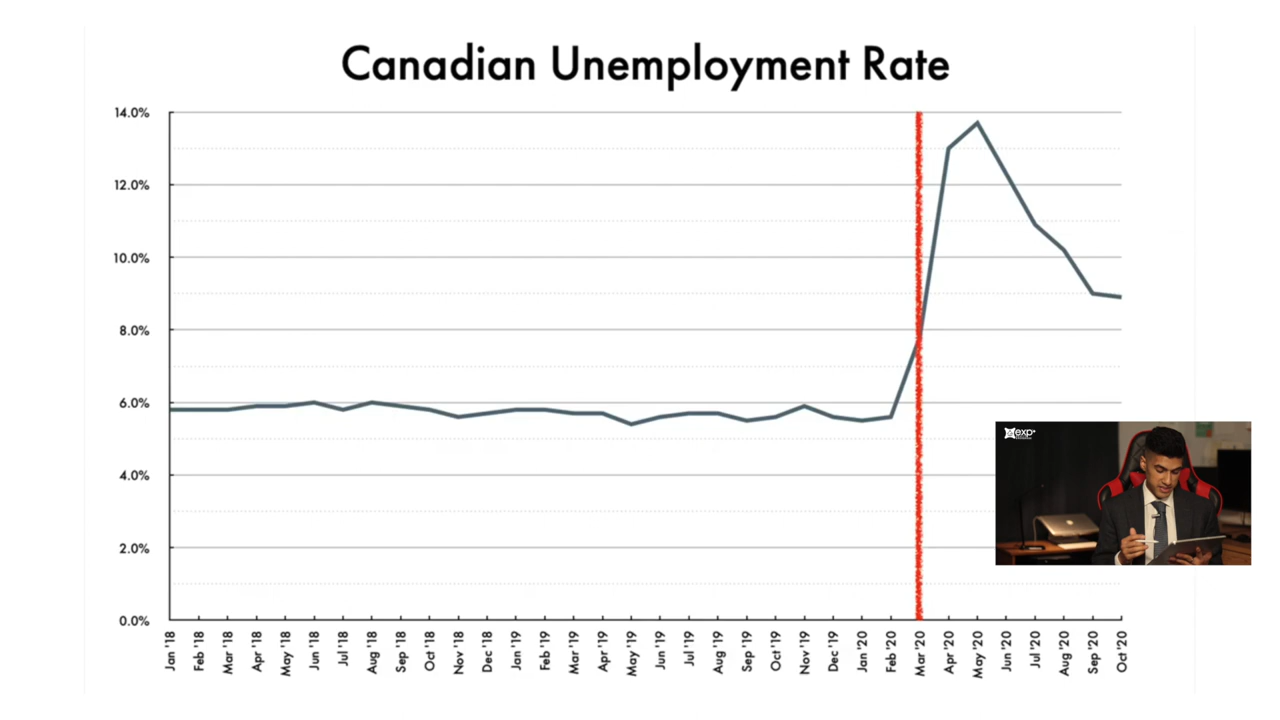 Canadian Unemployment Rate
14.0%
12.0%
10.0%
8.0%
6.0%
4.0%
2.0%
0.0%
Jan '18
Feb '18
Mar '18
Apr '18
May '18
Jun '18
Jul '18
Aug '18
Sep '18
Oct '18
Nov '18
Dec '18
Jan '19
Feb '19
Mar '19
Apr '19
May '19
Jun '19
Jul '19
Aug '19
Sep '19
Oct '19
Nov '19
Dec '19
Jan '20
Feb '20
Mar '20
Apr '20
May '20
Jun '20
Jul '20
Aug '20
Sep '20
Oct '20
exp